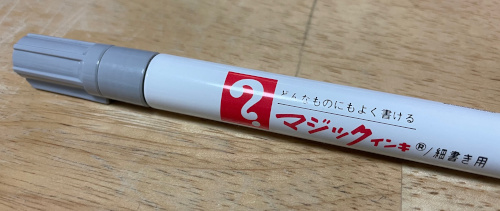 ?
どんなものにもよく書ける
マジックインキ®/細書き用